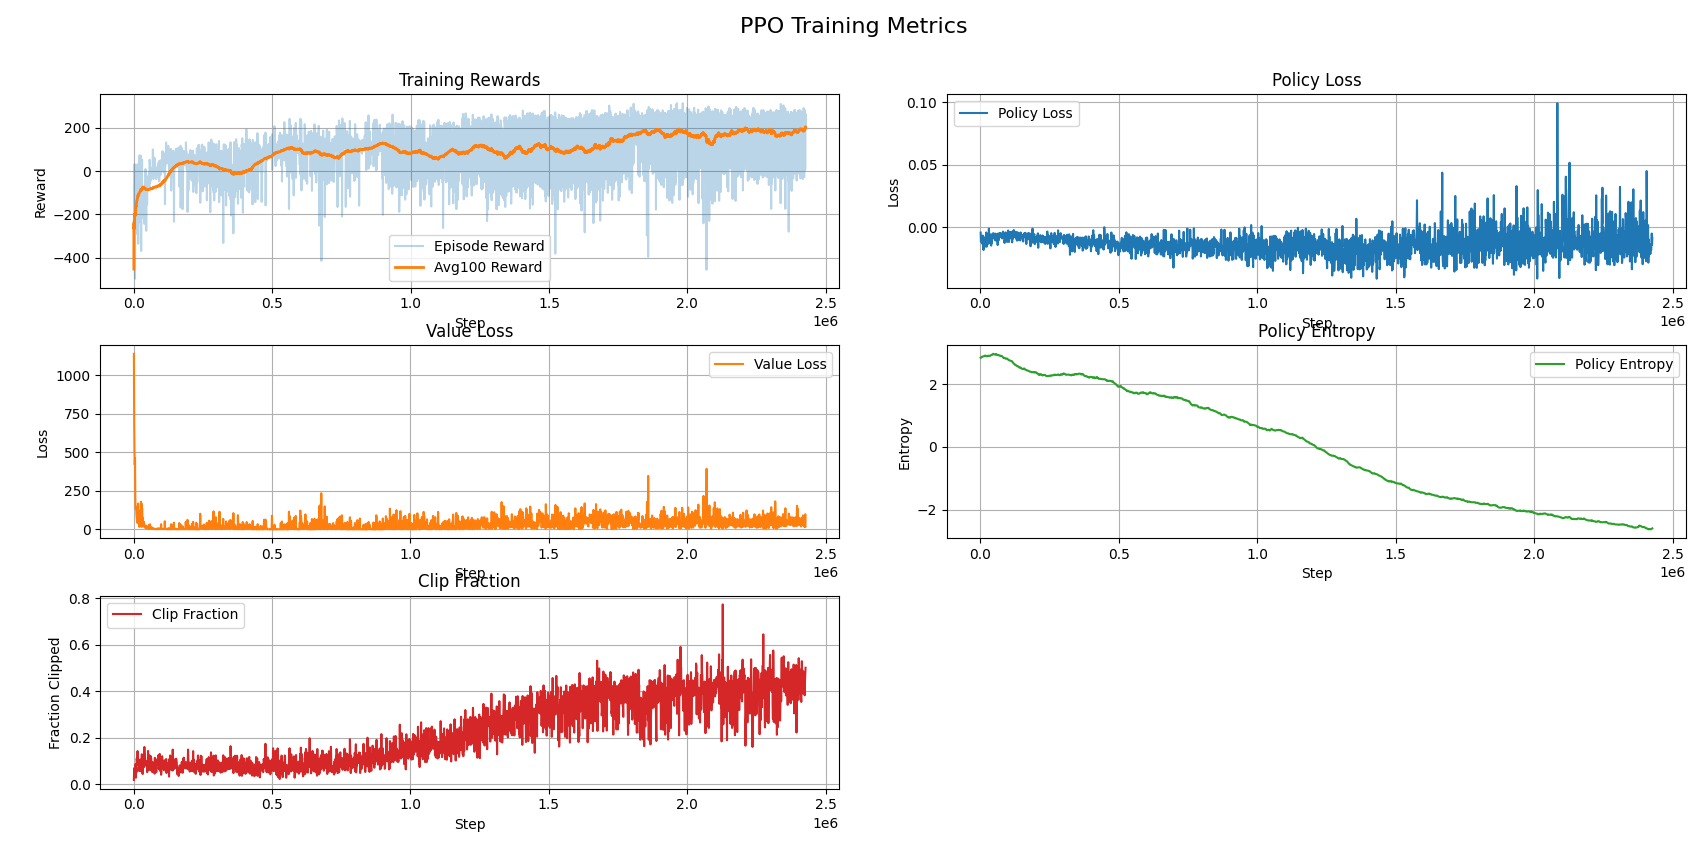 PPO Training Metrics
Training Rewards
Reward
200
0
−200
−400
Episode Reward
Avg100 Reward
0.0 0.5 1.0 1.5 2.0 2.5
1e6
Step
Policy Loss
Loss
0.10
0.05
0.00
Policy Loss
0.0 0.5 1.0 1.5 2.0 2.5
1e6
Step
Value Loss
Loss
1000
750
500
250
0
Value Loss
0.0 0.5 1.0 1.5 2.0 2.5
1e6
Step
Policy Entropy
Entropy
2
0
−2
Policy Entropy
0.0 0.5 1.0 1.5 2.0 2.5
1e6
Step
Clip Fraction
Fraction Clipped
0.8
0.6
0.4
0.2
0.0
Clip Fraction
0.0 0.5 1.0 1.5 2.0 2.5
1e6
Step